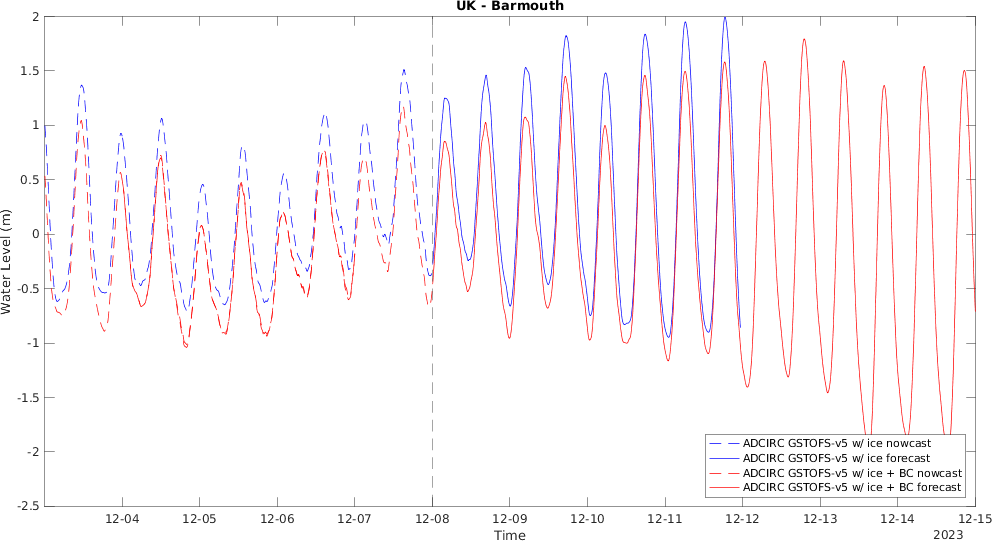 UK - Barmouth
2
1.5
1
0.5
0
-0.5
-1
-1.5
-2
-2.5
Water Level (m)
12-04 12-05 12-06 12-07 12-08 12-09 12-10 12-11 12-12 12-13 12-14 12-15
Time
2023
ADCIRC GSTOFS-v5 w/ ice nowcast
ADCIRC GSTOFS-v5 w/ ice forecast
ADCIRC GSTOFS-v5 w/ ice + BC nowcast
ADCIRC GSTOFS-v5 w/ ice + BC forecast